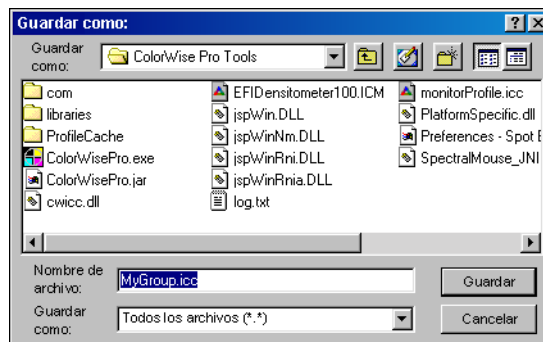 Guardar como:
Guardar como:
ColorWise Pro Tools
com
libraries
ProfileCache
ColorWisePro.exe
ColorWisePro.jar
cwicc.dll
EFIDensitometer100.ICM
jspWin.DLL
jspWinNm.DLL
jspWinRni.DLL
jspWinRnia.DLL
log.txt
monitorProfile.icc
PlatformSpecific.dll
Preferences - Spot
SpectralMouse_JNI
Nombre de archivo:
MyGroup.icc
Guardar
Guardar como:
Todos los archivos (*.*)
Cancelar